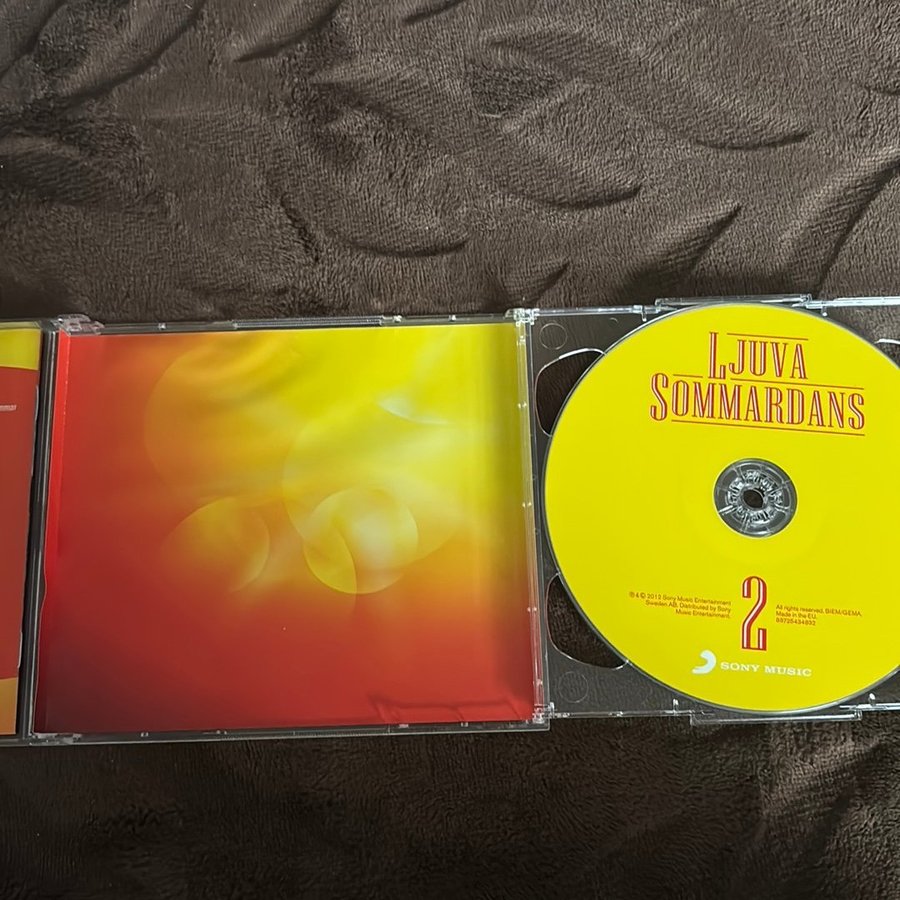 LJUVA
SOMMARDANS
℗ & © 2012 Sony Music Entertainment
Sweden AB. Distributed by Sony
Music Entertainment.
2
All rights reserved. BIEM/GEMA.
Made in the EU.
88725434892
SONY MUSIC